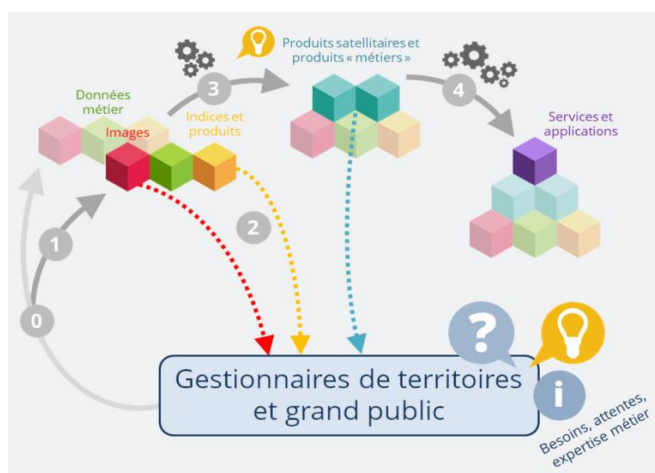 Produits satellitaires et
produits « métiers »
3
4
Données
métier
Images
Indices et
produits
Services et
applications
1
2
0
?
i
Gestionnaires de territoires
et grand public
Besoins, attentes,
expertise métier